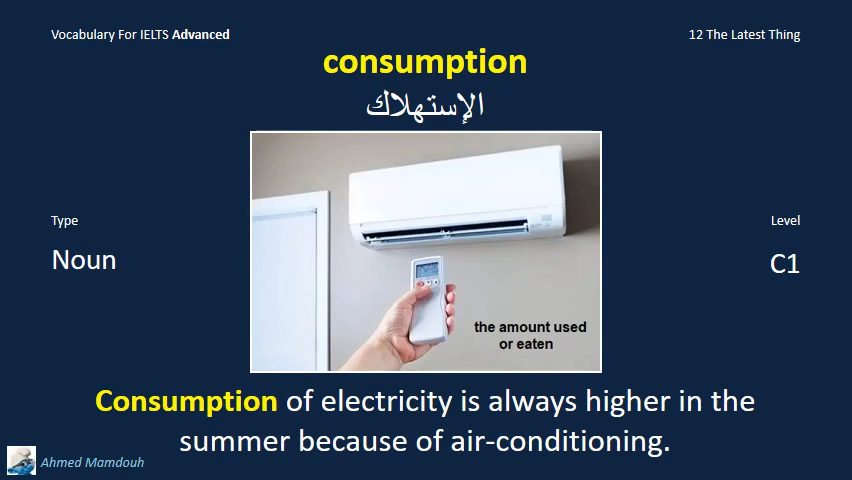 Vocabulary For IELTS Advanced
12 The Latest Thing
consumption
الإستهلاك
Type
Level
Noun
C1
the amount used
or eaten
Consumption of electricity is always higher in the
summer because of air-conditioning.
Ahmed Mamdouh